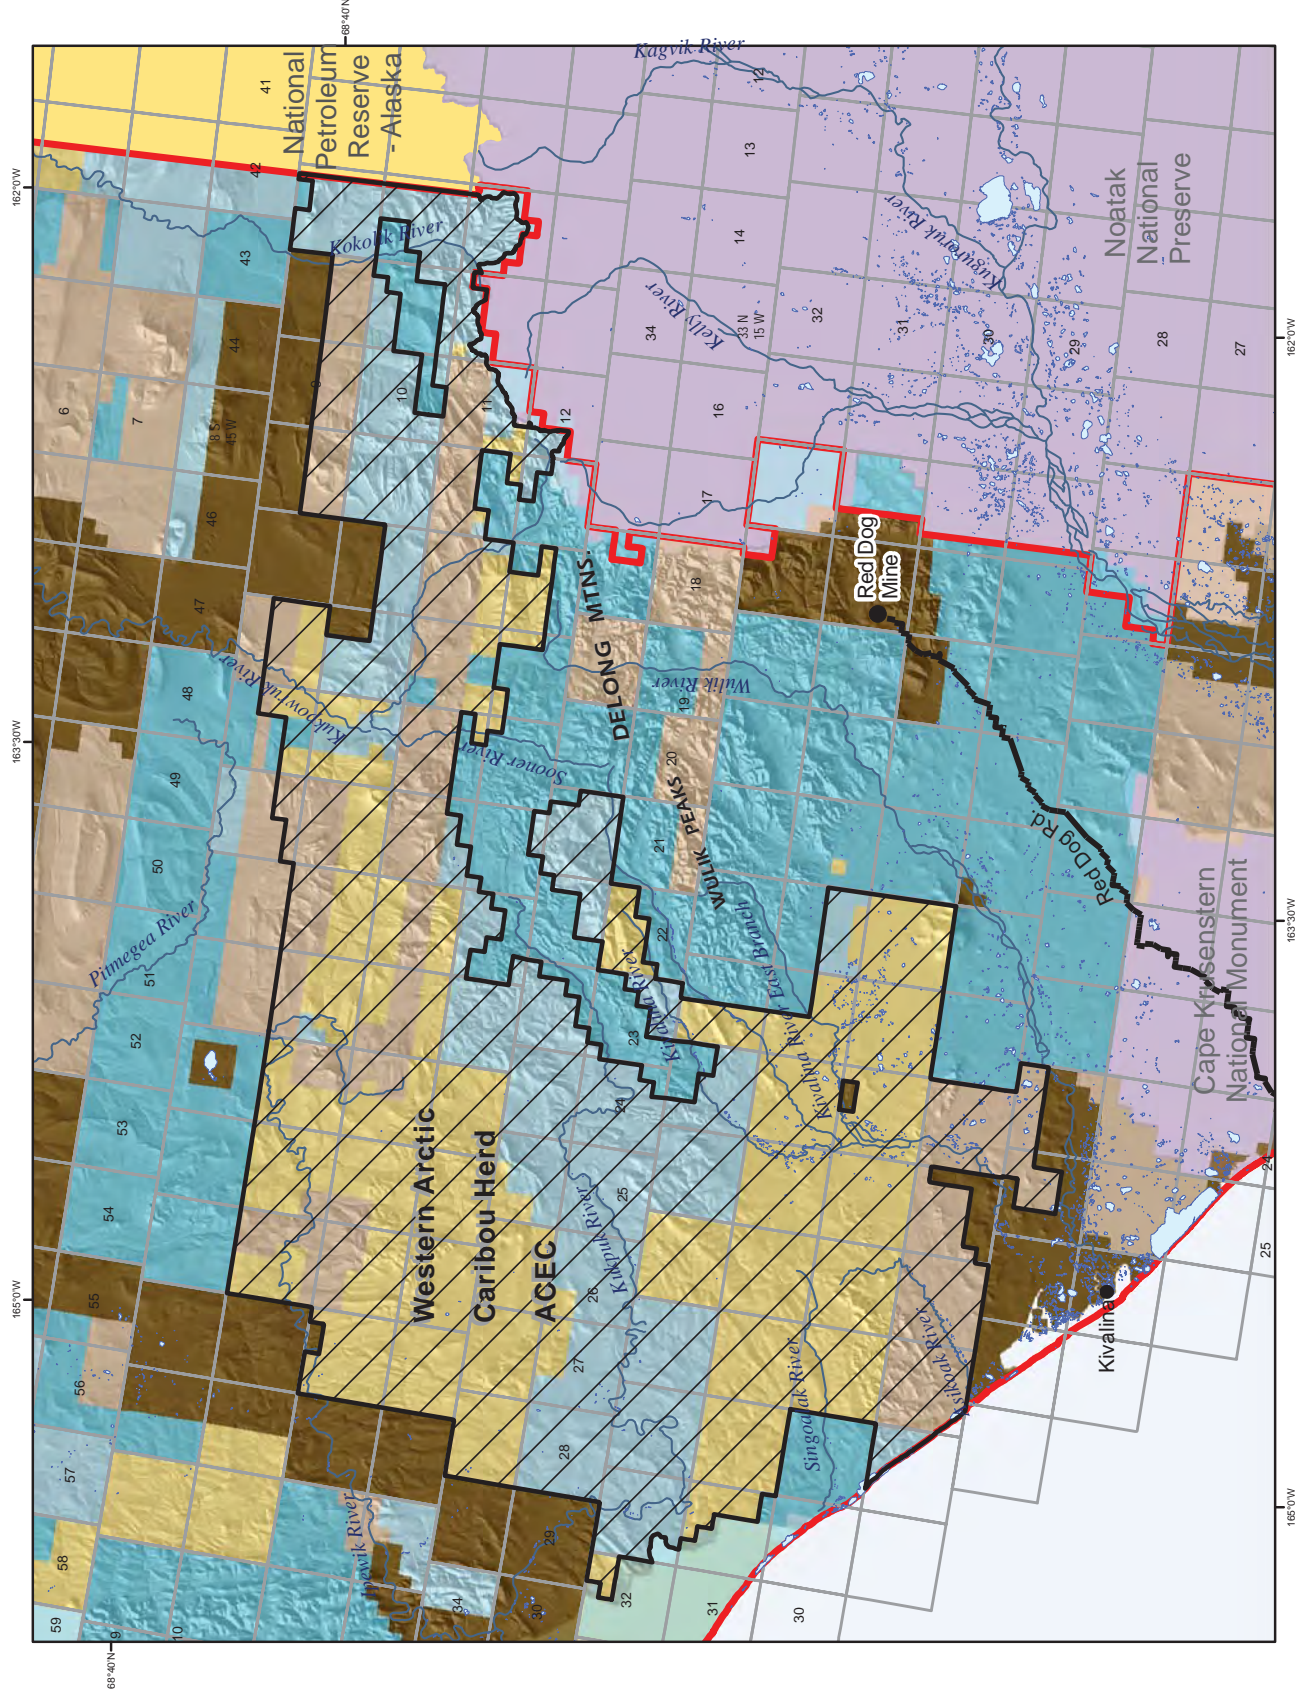 68°40'N
162°0'W
163°30'W
165°0'W
68°40'N
162°0'W
163°30'W
165°0'W
National
Petroleum
Reserve
- Alaska
Noatak
National
Preserve
Cape Krusenstern
National Monument
Western Arctic
Caribou Herd
ACEC
DELONG MTNS.
WULIK PEAKS
Red Dog
Mine
Red Dog Rd.
Kivalina
Kagvik River
Kokolik River
Kelly River
Kugururuk River
Kukpowruk River
Pitmegea River
Sooner River
Wulik River
East Branch
Kivalina River
Kukpuk River
Singoa ak River
Ipewik River
41
42
43
44
6
7
8 S
45 W
46
47
48
49
50
51
52
53
54
55
56
57
58
59
9
10
10
11
12
12
13
14
16
17
18
19
20
21
22
23
24
25
26
27
28
29
30
34
32
31
30
33 N
15 W
34
32
31
30
29
28
27
24
25